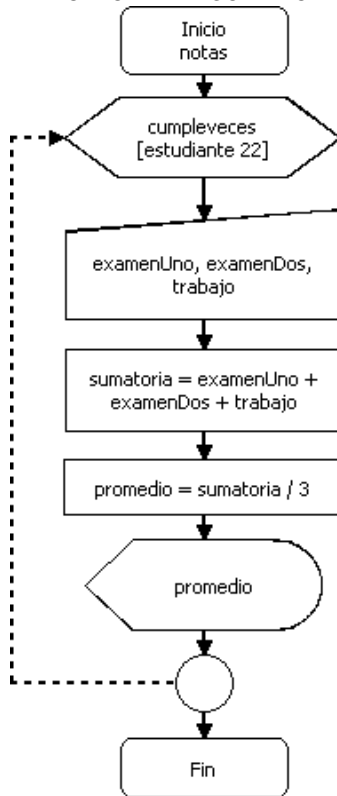 Inicio
notas
cumpleveces
[estudiante 22]
examenUno, examenDos,
trabajo
sumatoria = examenUno +
examenDos + trabajo
promedio = sumatoria / 3
promedio
Fin